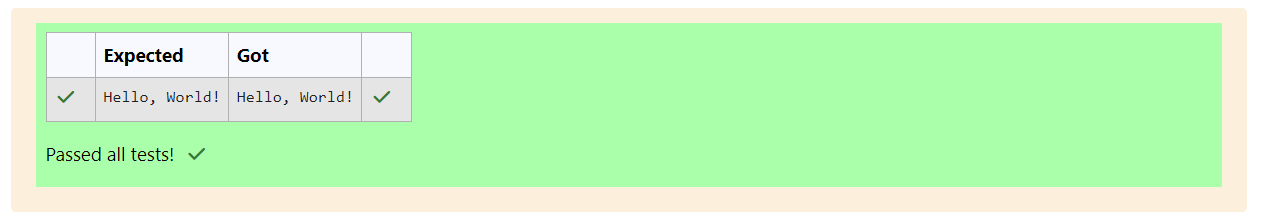 Expected Got
Hello, World! Hello, World!
Passed all tests!